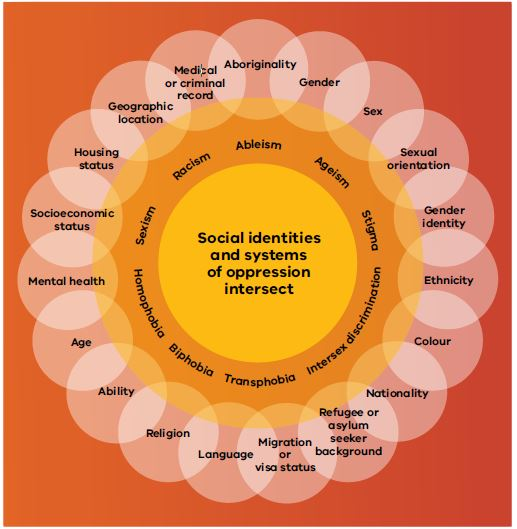 Social identities
and systems
of oppression
intersect
Ableism
Ageism
Stigma
Intersex discrimination
Transphobia
Biphobia
Homophobia
Sexism
Racism
Aboriginality
Gender
Sex
Sexual
orientation
Gender
identity
Ethnicity
Colour
Nationality
Refugee or
asylum
seeker
background
Migration
or
visa status
Language
Religion
Ability
Age
Mental health
Socioeconomic
status
Housing
status
Geographic
location
Medical
or criminal
record